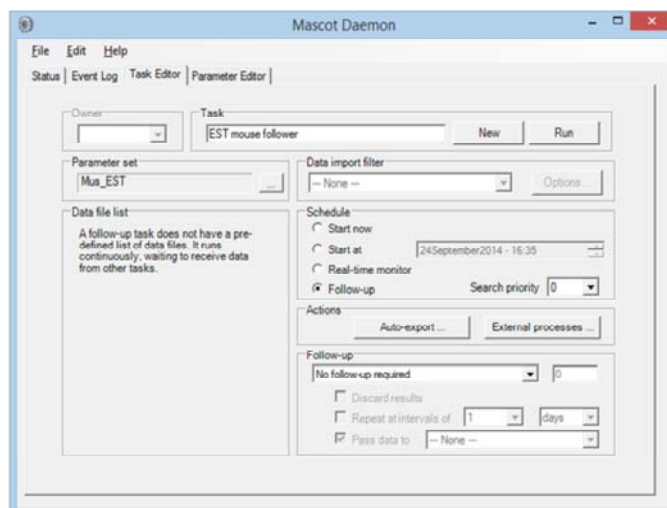 Mascot Daemon
File Edit Help
Status Event Log Task Editor Parameter Editor
Owner
Task
EST mouse follower
New
Run
Parameter set
Mus_EST
...
Data import filter
-- None --
Options ...
Data file list
A follow-up task does not have a pre-
defined list of data files. It runs
continuously, waiting to receive data
from other tasks.
Schedule
Start now
Start at 24September2014 - 16:35
Real-time monitor
Follow-up Search priority 0
Actions
Auto-export ... External processes ...
Follow-up
No follow-up required 0
Discard results
Repeat at intervals of 1 days
Pass data to -- None --